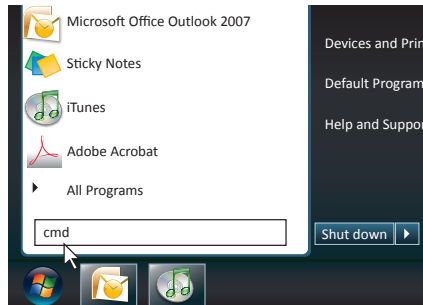 Microsoft Office Outlook 2007
Sticky Notes
iTunes
Adobe Acrobat
All Programs
cmd
Devices and Prin
Default Program
Help and Suppor
Shut down